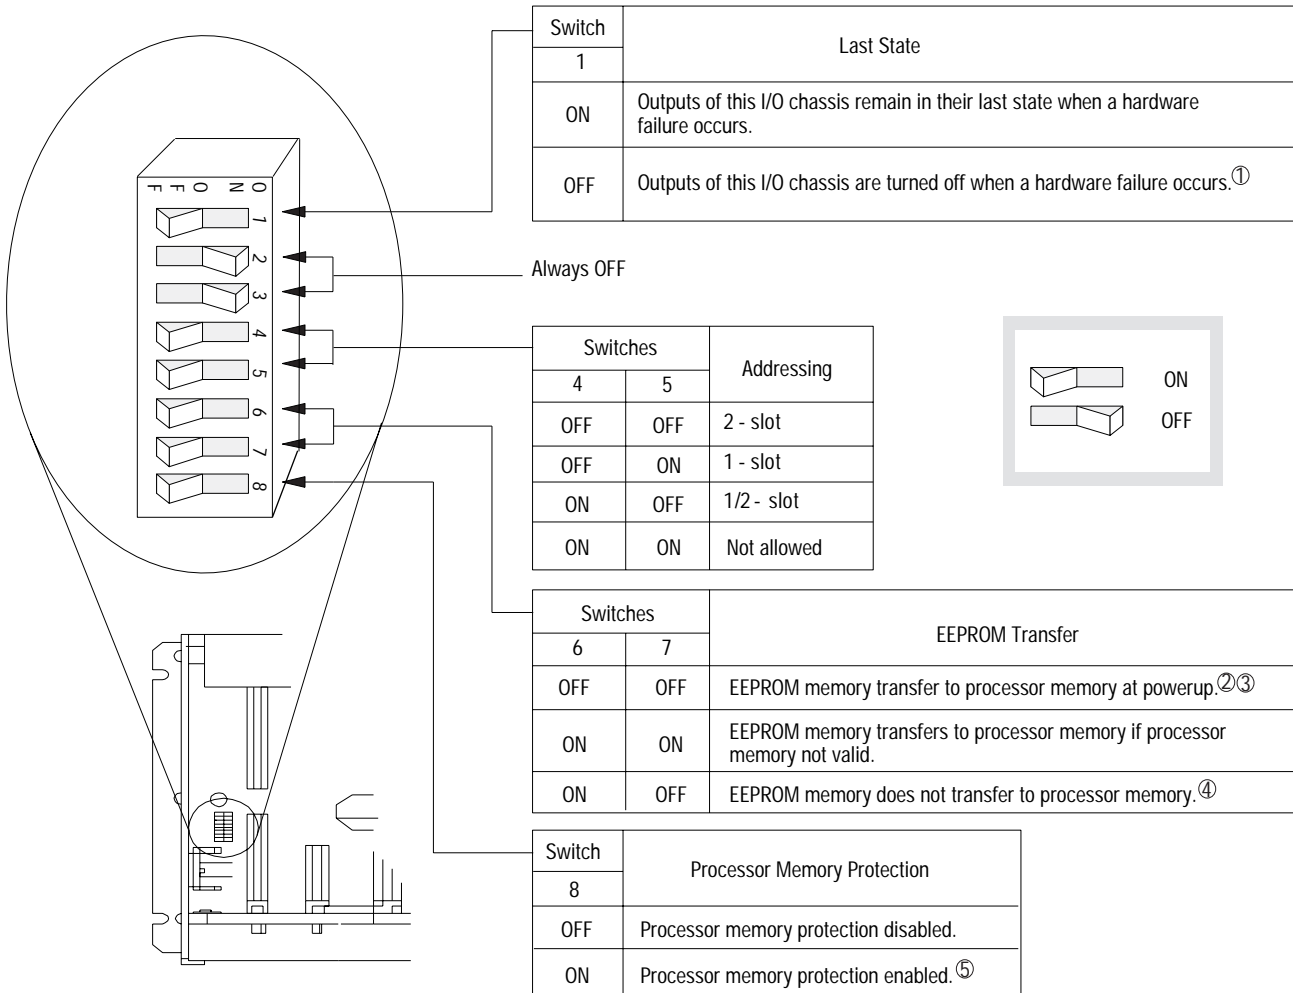 Switch
1
Last State
ON
Outputs of this I/O chassis remain in their last state when a hardware
failure occurs.
OFF
Outputs of this I/O chassis are turned off when a hardware failure occurs.①
O N O F F
1
2
3
4
5
6
7
8
Always OFF
Switches
Addressing
4 5
OFF OFF 2 - slot
OFF ON 1 - slot
ON OFF 1/2 - slot
ON ON Not allowed
ON
OFF
Switches
EEPROM Transfer
6 7
OFF OFF EEPROM memory transfer to processor memory at powerup.②③
ON ON EEPROM memory transfers to processor memory if processor
memory not valid.
ON OFF EEPROM memory does not transfer to processor memory.④
Switch
8
Processor Memory Protection
OFF Processor memory protection disabled.
ON Processor memory protection enabled.⑤